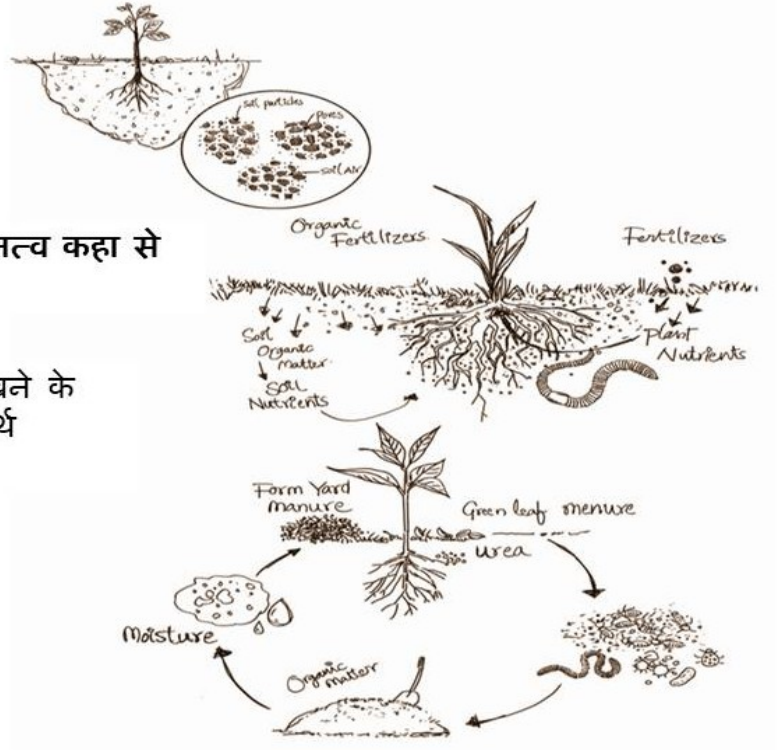 soil particles
pores
soil AIR
कहा से
के
Organic
Fertilizers
Fertilizers
Soil
Organic
matter
Soil
Nutrients
Plant
Nutrients
Form Yard
manure
Green leaf menure
urea
Moisture
Organic
matter